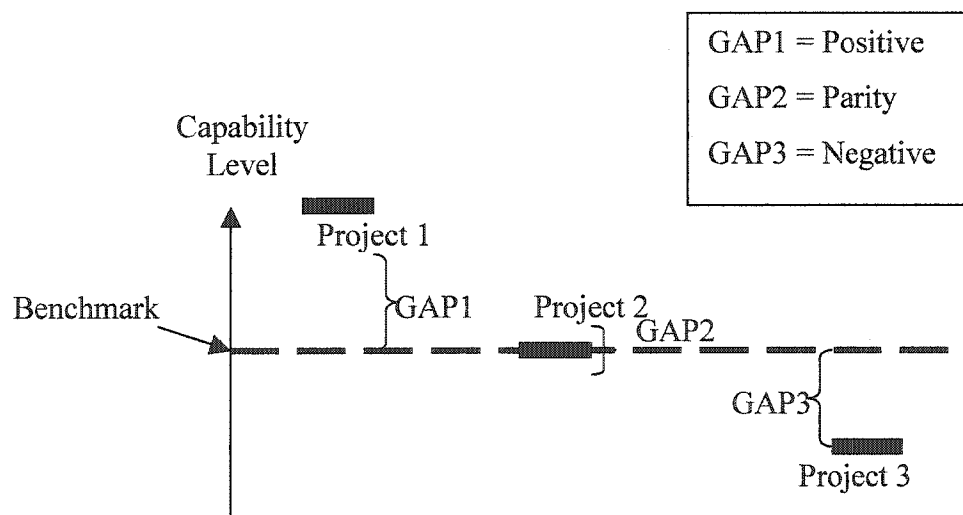 GAP1 = Positive
GAP2 = Parity
GAP3 = Negative
Capability
Level
Project 1
Benchmark
GAP1
Project 2
GAP2
GAP3
Project 3